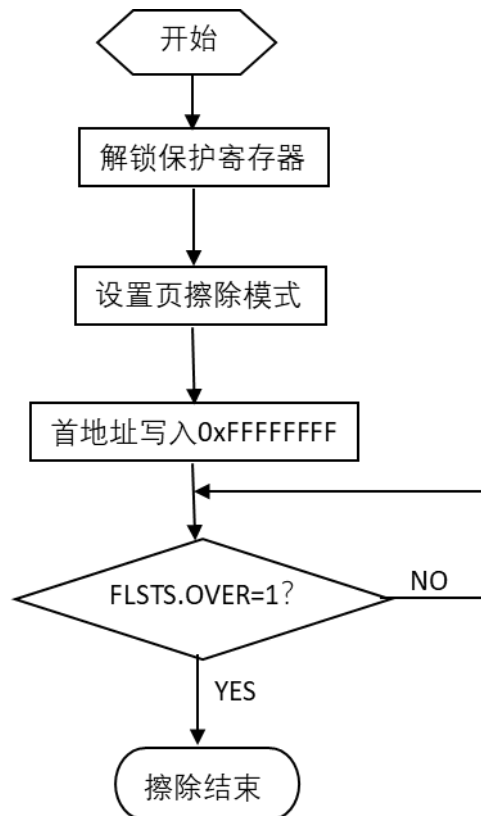 开始
解锁保护寄存器
设置页擦除模式
首地址写入0xFFFFFFFF
FLSTS.OVER=1?
NO
YES
擦除结束